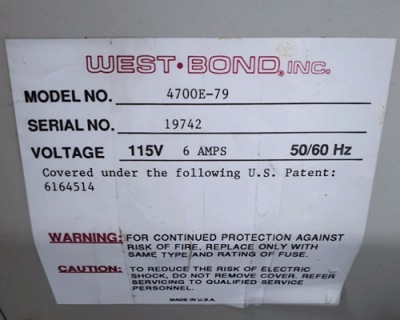 WEST·BOND, INC.
MODEL NO. 4700E-79
SERIAL NO. 19742
VOLTAGE 115V 6 AMPS 50/60 Hz
Covered under the following U.S. Patent:
6164514
WARNING: FOR CONTINUED PROTECTION AGAINST
RISK OF FIRE, REPLACE ONLY WITH
SAME TYPE AND RATING OF FUSE.
CAUTION: TO REDUCE THE RISK OF ELECTRIC
SHOCK, DO NOT REMOVE COVER. REFER
SERVICING TO QUALIFIED SERVICE
PERSONNEL.
MADE IN U.S.A.